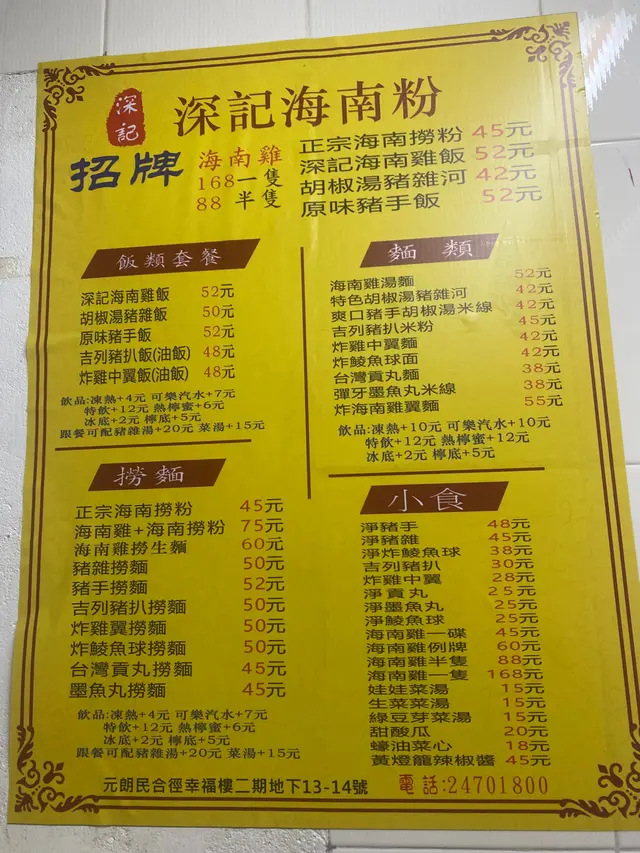 深記
深記海南粉
招牌
海南雞
168一隻
88 半隻
正宗海南撈粉 45元
深記海南雞飯 52元
胡椒湯豬雜河 42元
原味豬手飯 52元
飯類套餐
深記海南雞飯 52元
胡椒湯豬雜飯 50元
原味豬手飯 52元
吉列豬扒飯(油飯) 48元
炸雞中翼飯(油飯) 48元
飲品:凍熱+4元 可樂汽水+7元
特飲+12元 熱檸蜜+6元
冰底+2元 檸底+5元
跟餐可配豬雜湯+20元 菜湯+15元
麵類
海南雞湯麵 52元
特色胡椒湯豬雜河 42元
爽口豬手胡椒湯米線 42元
吉列豬扒米粉 45元
炸雞中翼麵 42元
炸鯪魚球面 42元
台灣貢丸麵 38元
彈牙墨魚丸米線 38元
炸海南雞翼麵 55元
飲品:凍熱+10元 可樂汽水+10元
特飲+12元 熱檸蜜+12元
冰底+2元 檸底+5元
撈麵
正宗海南撈粉 45元
海南雞+海南撈粉 75元
海南雞撈生麵 60元
豬雜撈麵 50元
豬手撈麵 52元
吉列豬扒撈麵 50元
炸雞翼撈麵 50元
炸鯪魚球撈麵 50元
台灣貢丸撈麵 45元
墨魚丸撈麵 45元
飲品:凍熱+4元 可樂汽水+7元
特飲+12元 熱檸蜜+6元
冰底+2元 檸底+5元
跟餐可配豬雜湯+20元 菜湯+15元
小食
淨豬手 48元
淨豬雜 45元
淨炸鯪魚球 38元
吉列豬扒 30元
炸雞中翼 28元
淨貢丸 25元
淨墨魚丸 25元
淨鯪魚球 25元
海南雞一碟 45元
海南雞例牌 60元
海南雞半隻 88元
海南雞一隻 168元
娃娃菜湯 15元
生菜菜湯 15元
綠豆芽菜湯 15元
甜酸瓜 20元
蠔油菜心 18元
黃燈籠辣椒醬 45元
元朗民合徑幸福樓二期地下13-14號
電話:24701800